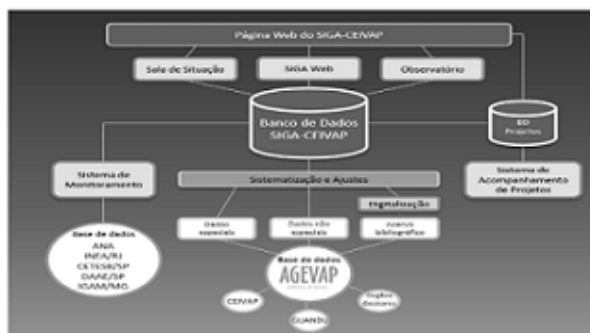 Página Web do SIGA-CEIVAP
Sala de Situação
SIGA Web
Observatório
Banco de Dados
SIGA-CEIVAP
BD
Projetos
Sistema de
Monitoramento
Sistematização e Ajustes
Sistema de
Acompanhamento
de Projetos
Digitalização
Dados
espaciais
Dados não
espaciais
Acervo
bibliográfico
Base de dados
ANA
INEA/RJ
CETESB/SP
DAEE/SP
IGAM/MG
Base de dados
AGEVAP
CEIVAP
GUANDU